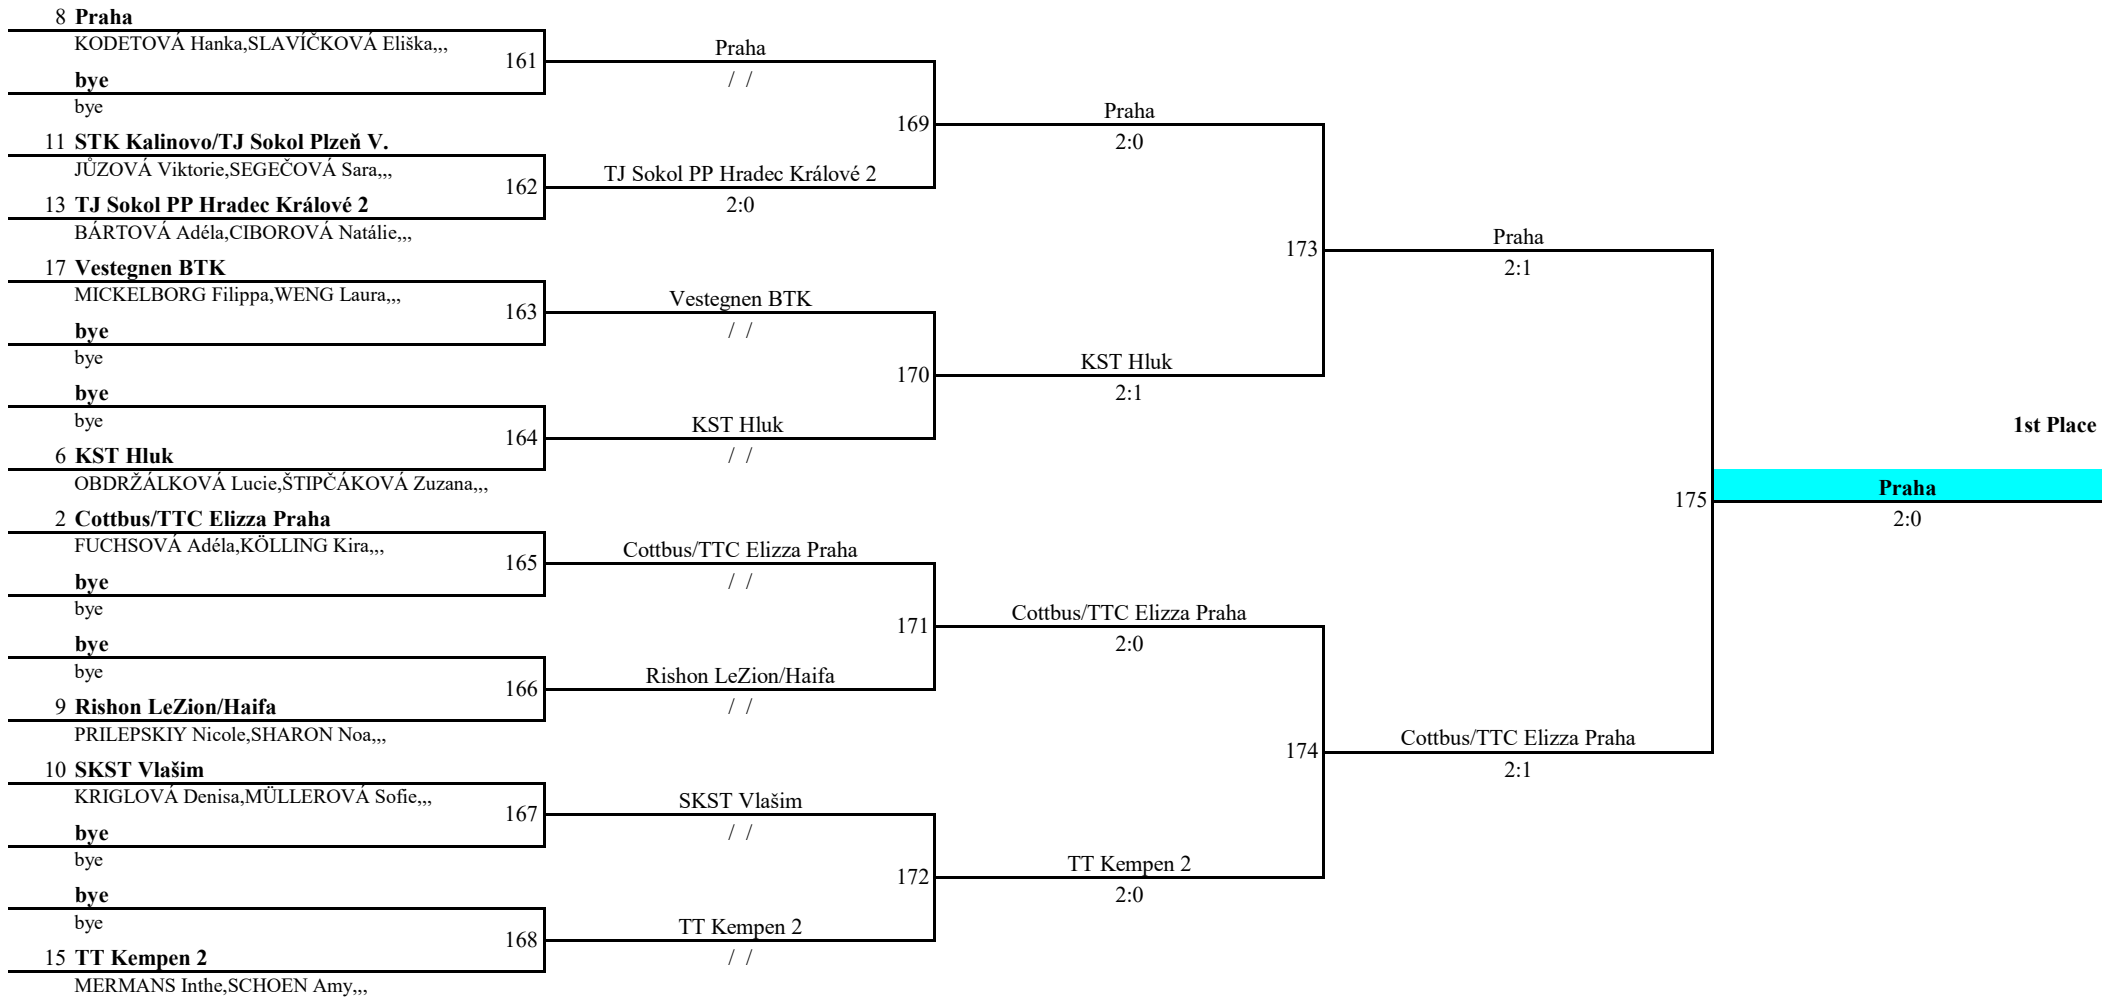 8 Praha
KODETOVÁ Hanka,SLAVÍČKOVÁ Eliška,,,
bye
bye
161
11 STK Kalinovo/TJ Sokol Plzeň V.
JŮZOVÁ Viktorie,SEGEČOVÁ Sara,,,
13 TJ Sokol PP Hradec Králové 2
BÁRTOVÁ Adéla,CIBOROVÁ Natálie,,,
162
17 Vestegnen BTK
MICKELBORG Filippa,WENG Laura,,,
bye
bye
163
bye
bye
6 KST Hluk
OBDRŽÁLKOVÁ Lucie,ŠTIPČÁKOVÁ Zuzana,,,
164
2 Cottbus/TTC Elizza Praha
FUCHSOVÁ Adéla,KÖLLING Kira,,,
bye
bye
165
bye
bye
9 Rishon LeZion/Haifa
PRILEPSKIY Nicole,SHARON Noa,,,
166
10 SKST Vlašim
KRIGLOVÁ Denisa,MÜLLEROVÁ Sofie,,,
bye
bye
167
bye
bye
15 TT Kempen 2
MERMANS Inthe,SCHOEN Amy,,,
168
Praha
/ /
169
TJ Sokol PP Hradec Králové 2
2:0
Vestegnen BTK
/ /
170
KST Hluk
/ /
Cottbus/TTC Elizza Praha
/ /
171
Rishon LeZion/Haifa
/ /
SKST Vlašim
/ /
172
TT Kempen 2
/ /
Praha
2:0
173
KST Hluk
2:1
Cottbus/TTC Elizza Praha
2:0
174
TT Kempen 2
2:0
Praha
2:1
175
Cottbus/TTC Elizza Praha
2:1
1st Place
Praha
2:0